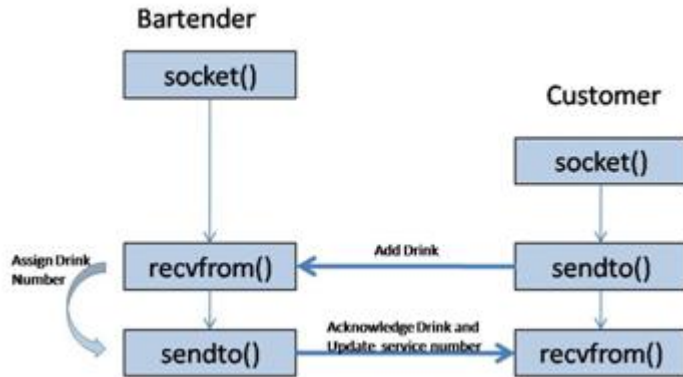 Bartender
socket()
Customer
socket()
Assign Drink
Number
recvfrom()
Add Drink
sendto()
Acknowledge Drink and
Update service number
sendto()
recvfrom()